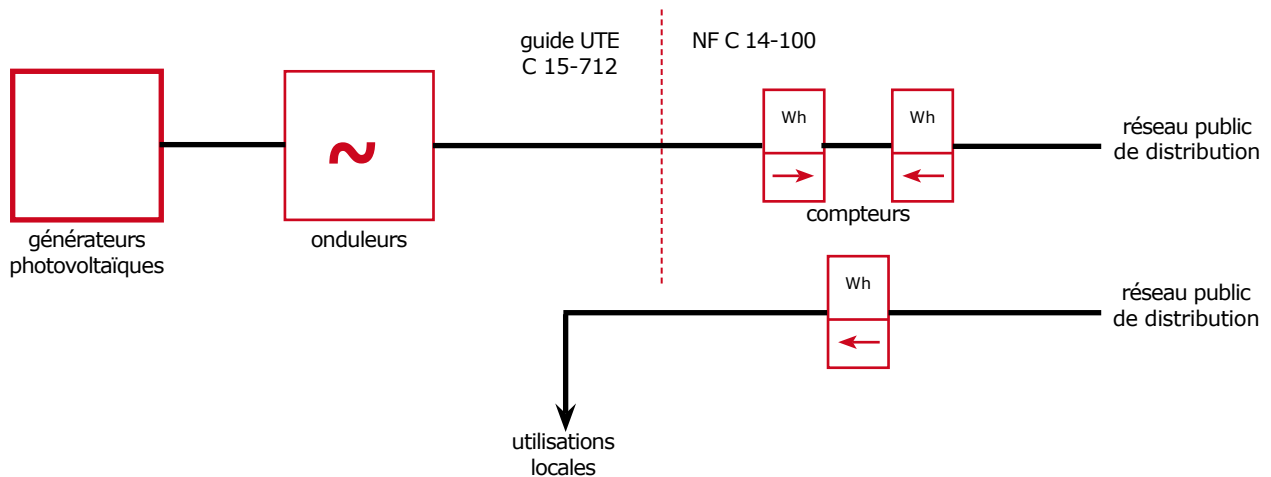 guide UTE
C 15-712
NF C 14-100
Wh
Wh
réseau public
de distribution
compteurs
générateurs
photovoltaïques
onduleurs
Wh
réseau public
de distribution
utilisations
locales